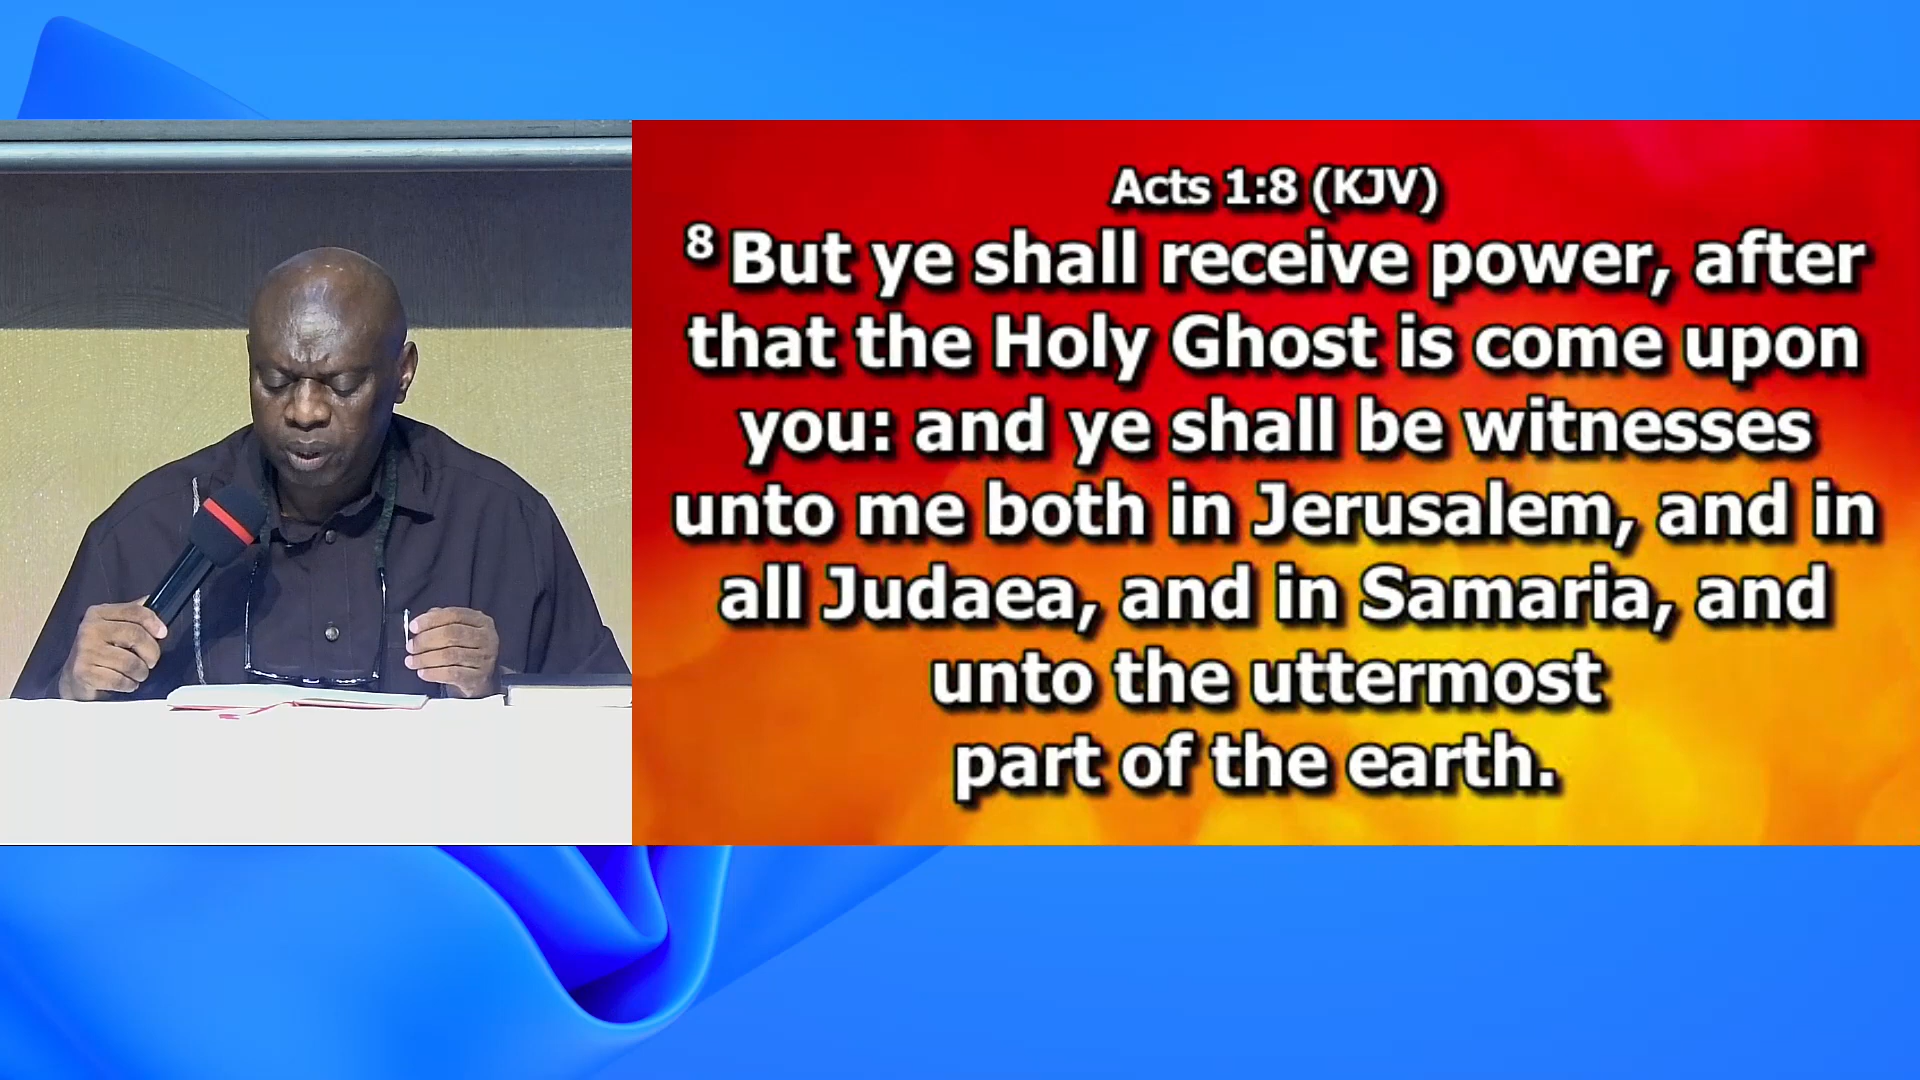 Acts 1:8 (KJV)
8 But ye shall receive power, after
that the Holy Ghost is come upon
you: and ye shall be witnesses
unto me both in Jerusalem, and in
all Judaea, and in Samaria, and
unto the uttermost
part of the earth.